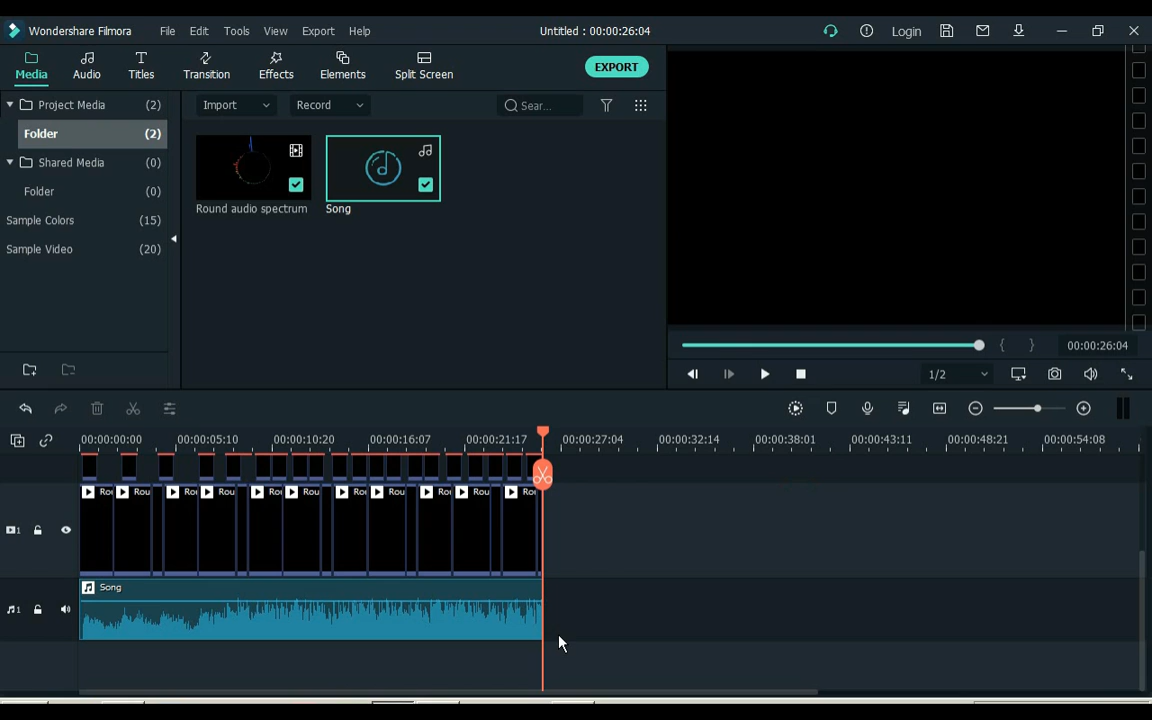 Wondershare Filmora File Edit Tools View Export Help Untitled : 00:00:26:04 Login
Media Audio Titles Transition Effects Elements Split Screen EXPORT
Project Media (2)
Folder (2)
Shared Media (0)
Folder (0)
Sample Colors (15)
Sample Video (20)
Import Record Sear...
Round audio spectrum Song
00:00:26:04
1/2
00:00:00:00 00:00:05:10 00:00:10:20 00:00:16:07 00:00:21:17 00:00:27:04 00:00:32:14 00:00:38:01 00:00:43:11 00:00:48:21 00:00:54:08
Rou Rou Rou Rou Rou Rou Rou Rou Rou Rou Rou
1
Song
1